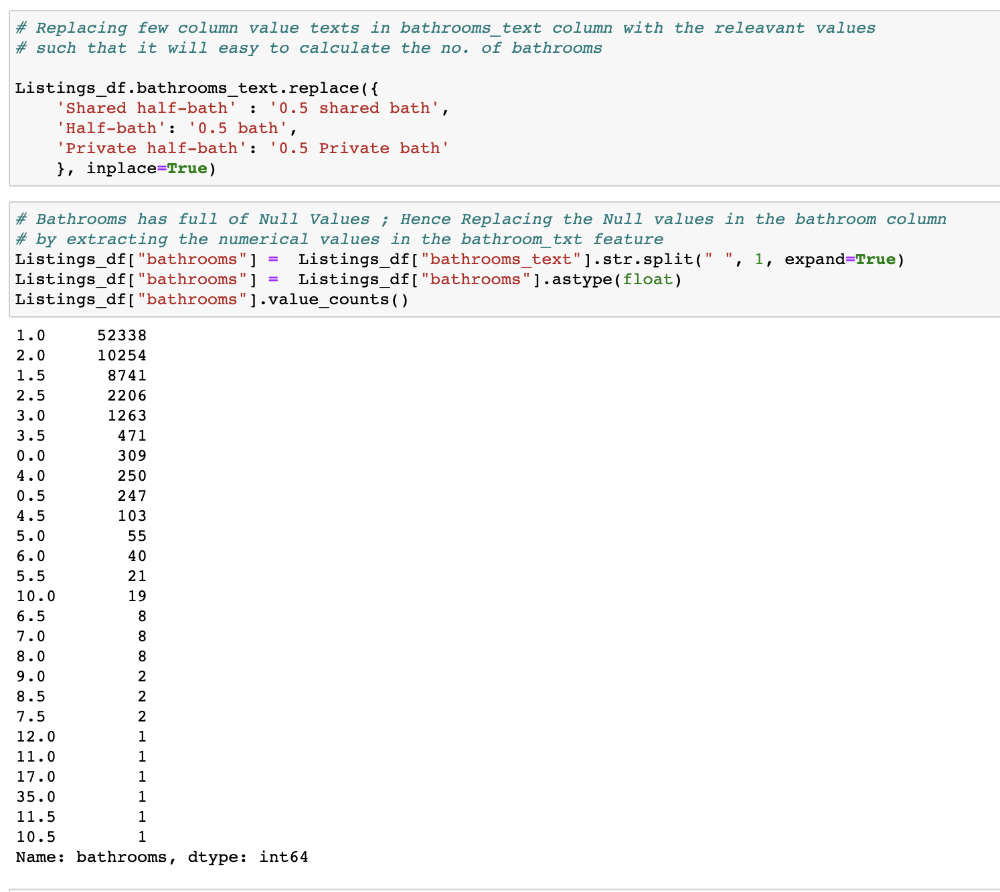 # Replacing few column value texts in bathrooms_text column with the releavant values
# such that it will easy to calculate the no. of bathrooms
Listings_df.bathrooms_text.replace({
    'Shared half-bath' : '0.5 shared bath',
    'Half-bath': '0.5 bath',
    'Private half-bath': '0.5 Private bath'
    }, inplace=True)
# Bathrooms has full of Null Values ; Hence Replacing the Null values in the bathroom column
# by extracting the numerical values in the bathroom_txt feature
Listings_df["bathrooms"] =  Listings_df["bathrooms_text"].str.split(" ", 1, expand=True)
Listings_df["bathrooms"] =  Listings_df["bathrooms"].astype(float)
Listings_df["bathrooms"].value_counts()
1.0     52338
2.0     10254
1.5      8741
2.5      2206
3.0      1263
3.5       471
0.0       309
4.0       250
0.5       247
4.5       103
5.0        55
6.0        40
5.5        21
10.0       19
6.5         8
7.0         8
8.0         8
9.0         2
8.5         2
7.5         2
12.0        1
11.0        1
17.0        1
35.0        1
11.5        1
10.5        1
Name: bathrooms, dtype: int64